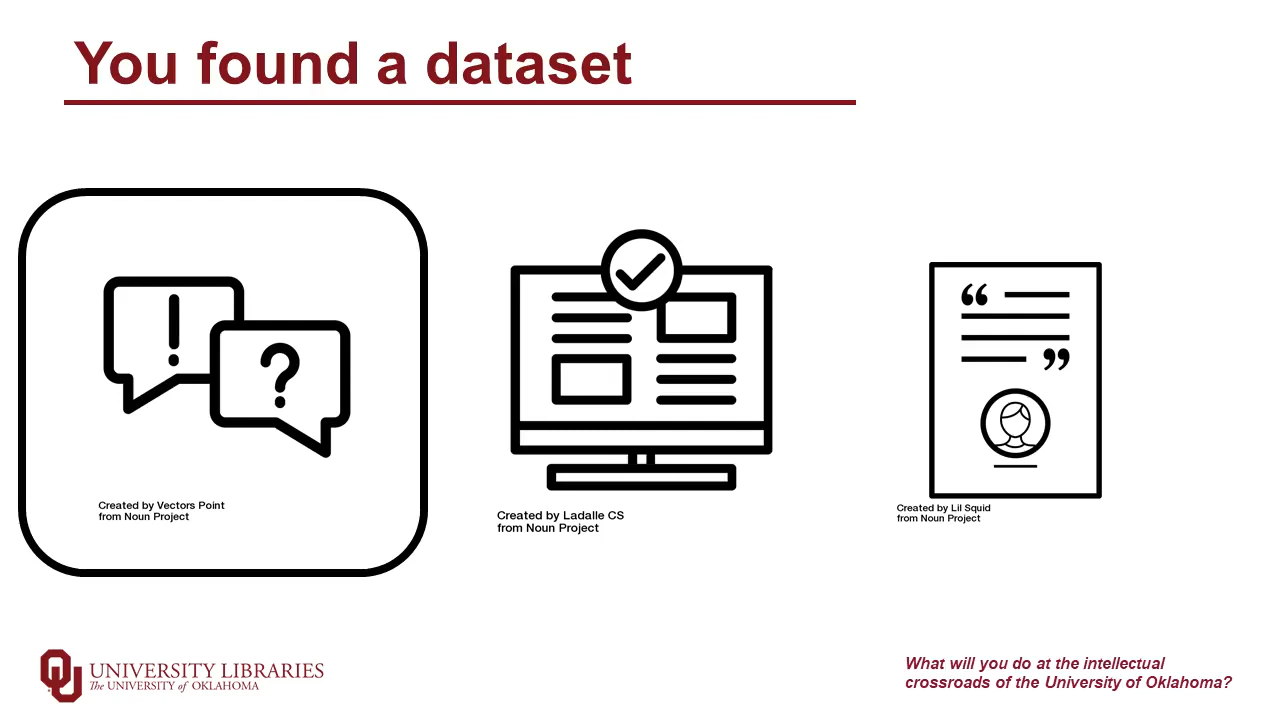 You found a dataset
!
?
“
”
Created by Vectors Point
from Noun Project
Created by Ladalle CS
from Noun Project
Created by Lil Squid
from Noun Project
OU
UNIVERSITY LIBRARIES
The UNIVERSITY of OKLAHOMA
What will you do at the intellectual
crossroads of the University of Oklahoma?